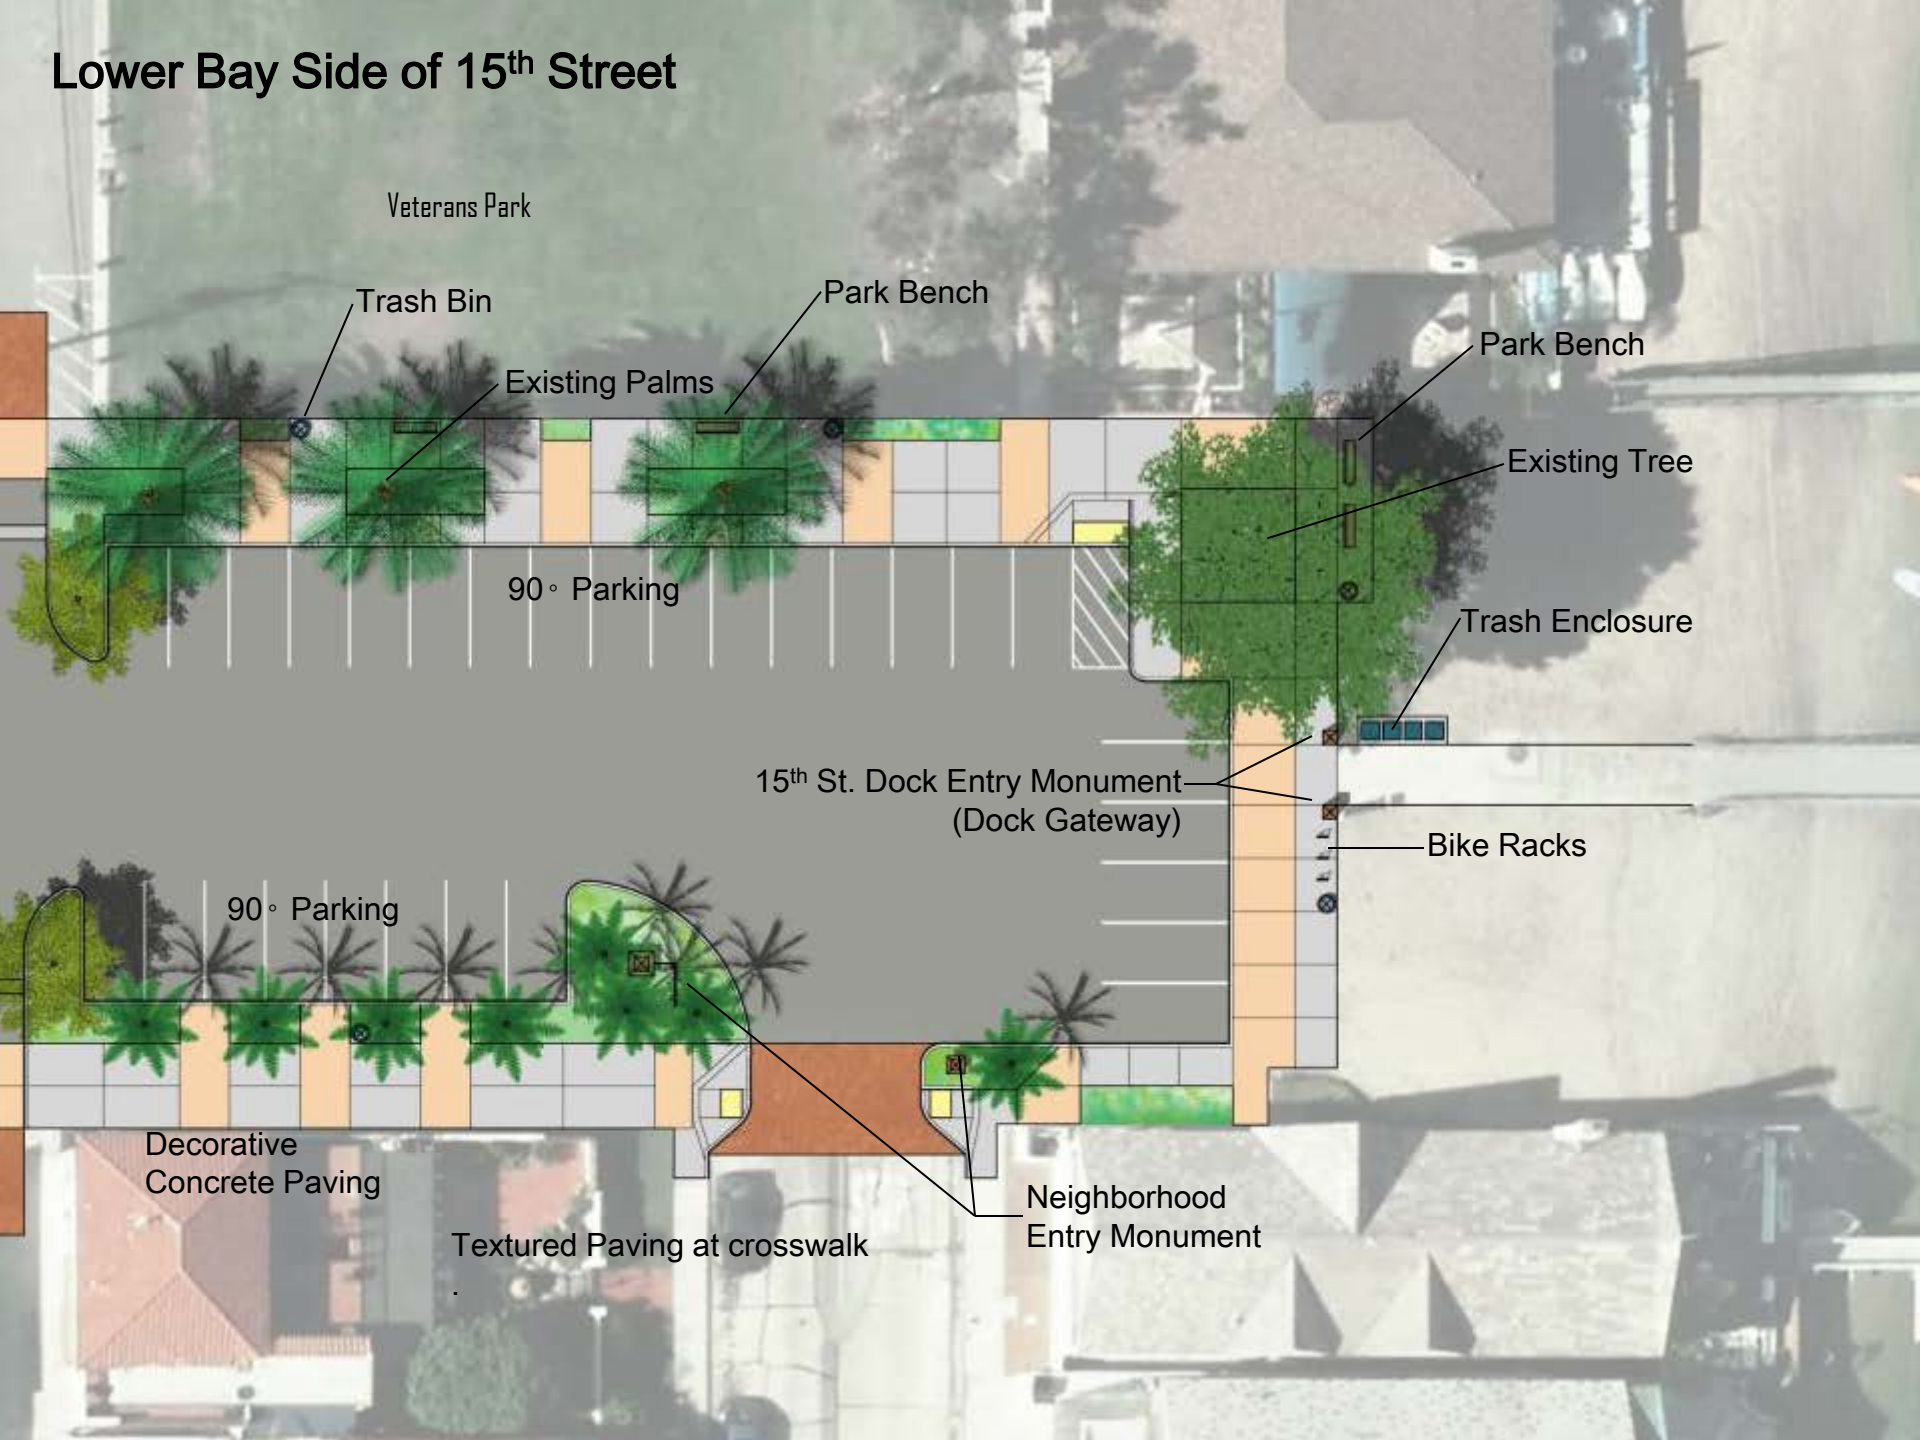 Lower Bay Side of 15th Street
Veterans Park
Trash Bin
Park Bench
Park Bench
Existing Palms
Existing Tree
90◦ Parking
Trash Enclosure
15th St. Dock Entry Monument
(Dock Gateway)
Bike Racks
90◦ Parking
Decorative
Concrete Paving
Neighborhood
Entry Monument
Textured Paving at crosswalk
.